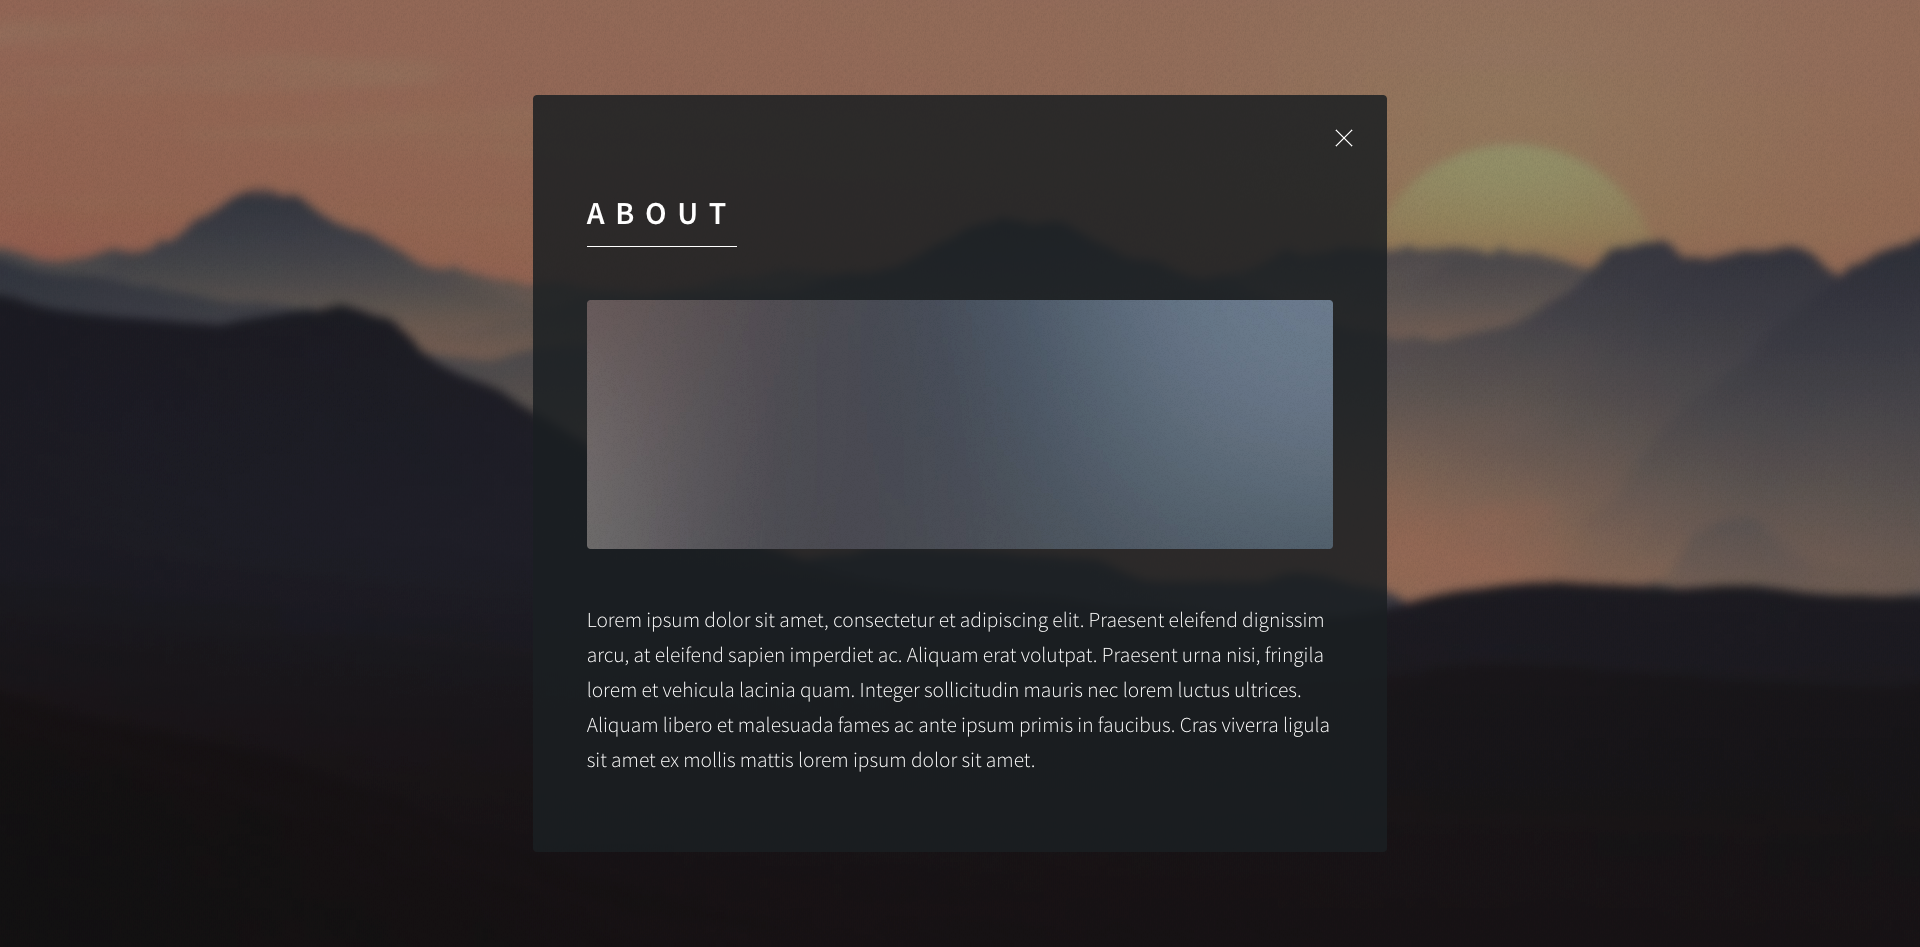 ABOUT
Lorem ipsum dolor sit amet, consectetur et adipiscing elit. Praesent eleifend dignissim
arcu, at eleifend sapien imperdiet ac. Aliquam erat volutpat. Praesent urna nisi, fringila
lorem et vehicula lacinia quam. Integer sollicitudin mauris nec lorem luctus ultrices.
Aliquam libero et malesuada fames ac ante ipsum primis in faucibus. Cras viverra ligula
sit amet ex mollis mattis lorem ipsum dolor sit amet.